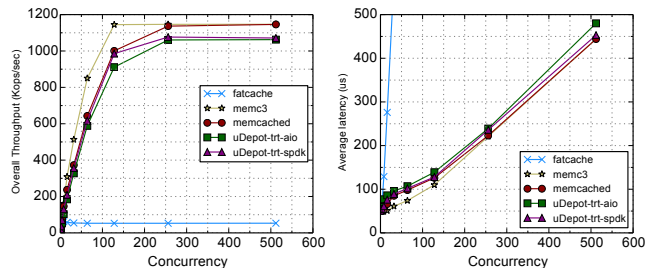 Overall Throughput (Kops/sec)
1200
1000
800
600
400
200
0
0 100 200 300 400 500 600
Concurrency
fatcache
memc3
memcached
uDepot-trt-aio
uDepot-trt-spdk
Average latency (us)
500
400
300
200
100
0
0 100 200 300 400 500 600
Concurrency
fatcache
memc3
memcached
uDepot-trt-aio
uDepot-trt-spdk